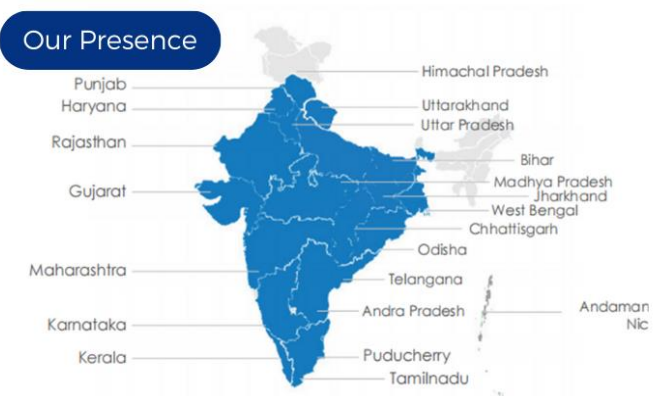 Our Presence
Himachal Pradesh
Punjab
Haryana
Uttarakhand
Uttar Pradesh
Rajasthan
Bihar
Madhya Pradesh
Gujarat
Jharkhand
West Bengal
Chhattisgarh
Odisha
Maharashtra
Telangana
Andra Pradesh
Andaman
Nic
Karnataka
Kerala
Puducherry
Tamilnadu